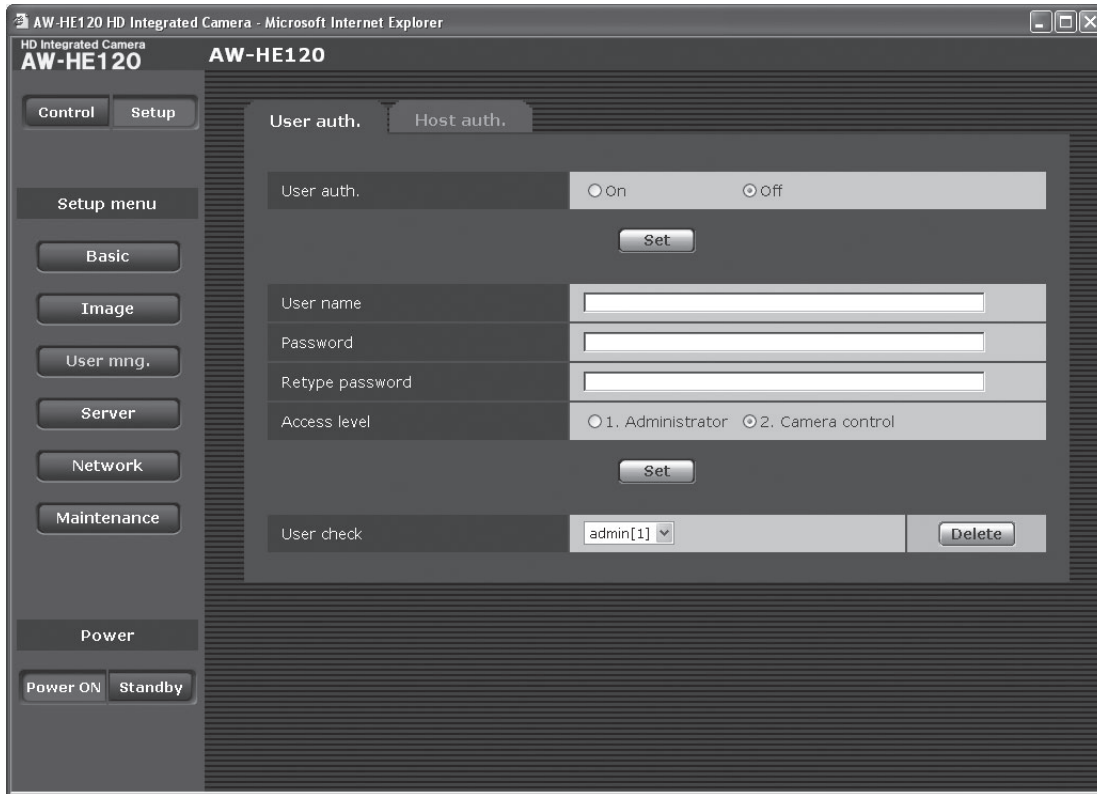 AW-HE120 HD Integrated Camera - Microsoft Internet Explorer
HD Integrated Camera
AW-HE120
AW-HE120
Control Setup
Setup menu
Basic
Image
User mng.
Server
Network
Maintenance
Power
Power ON Standby
User auth. Host auth.
User auth. On Off
Set
User name
Password
Retype password
Access level 1. Administrator 2. Camera control
Set
User check admin[1] Delete